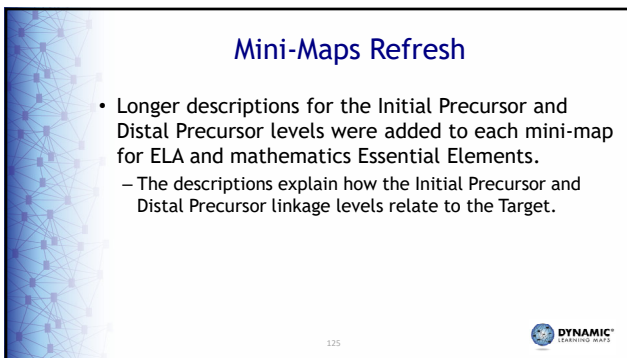 Mini-Maps Refresh
• Longer descriptions for the Initial Precursor and
Distal Precursor levels were added to each mini-map
for ELA and mathematics Essential Elements.
– The descriptions explain how the Initial Precursor and
Distal Precursor linkage levels relate to the Target.
125
DYNAMIC®
LEARNING MAPS